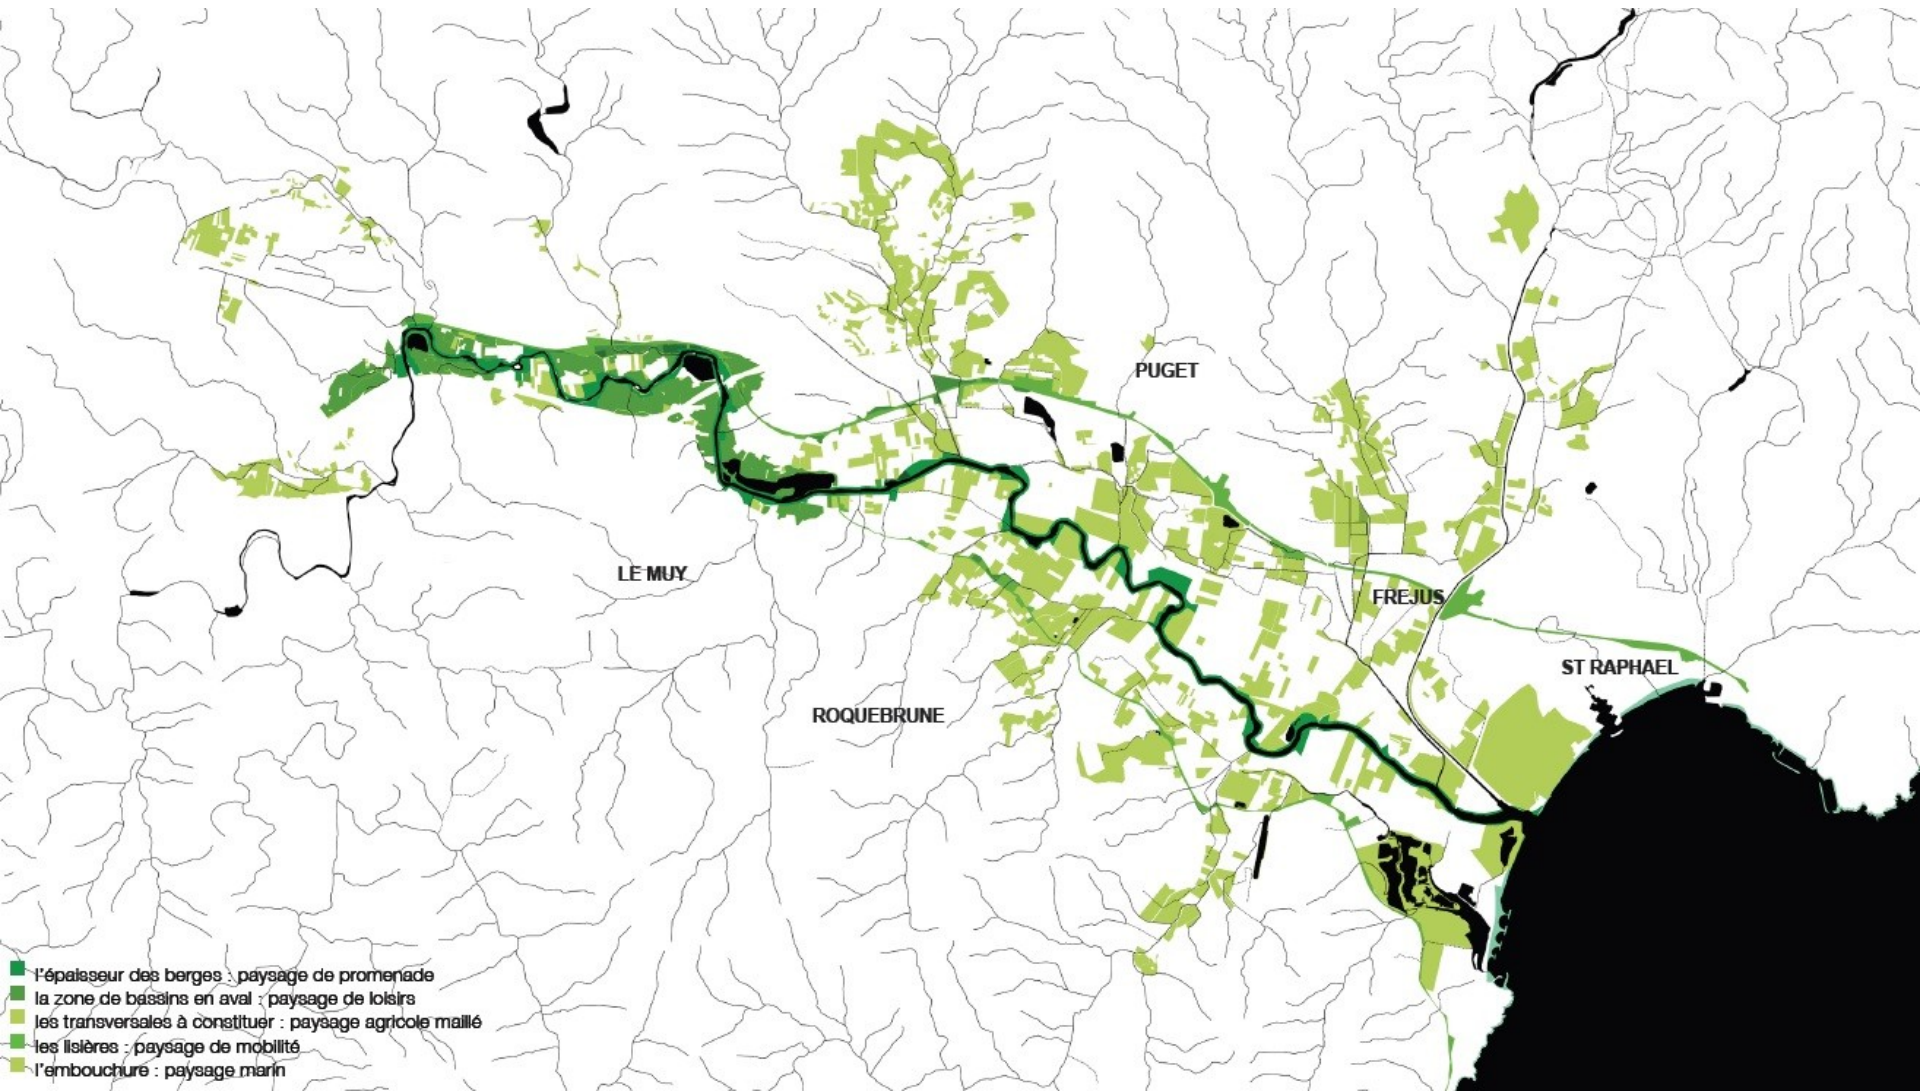 PUGET
LE MUY
FREJUS
ST RAPHAEL
ROQUEBRUNE
l'épaisseur des berges : paysage de promenade
la zone de bassins en aval : paysage de loisirs
les transversales à constituer : paysage agricole maillé
les lisières : paysage de mobilité
l'embouchure : paysage marin